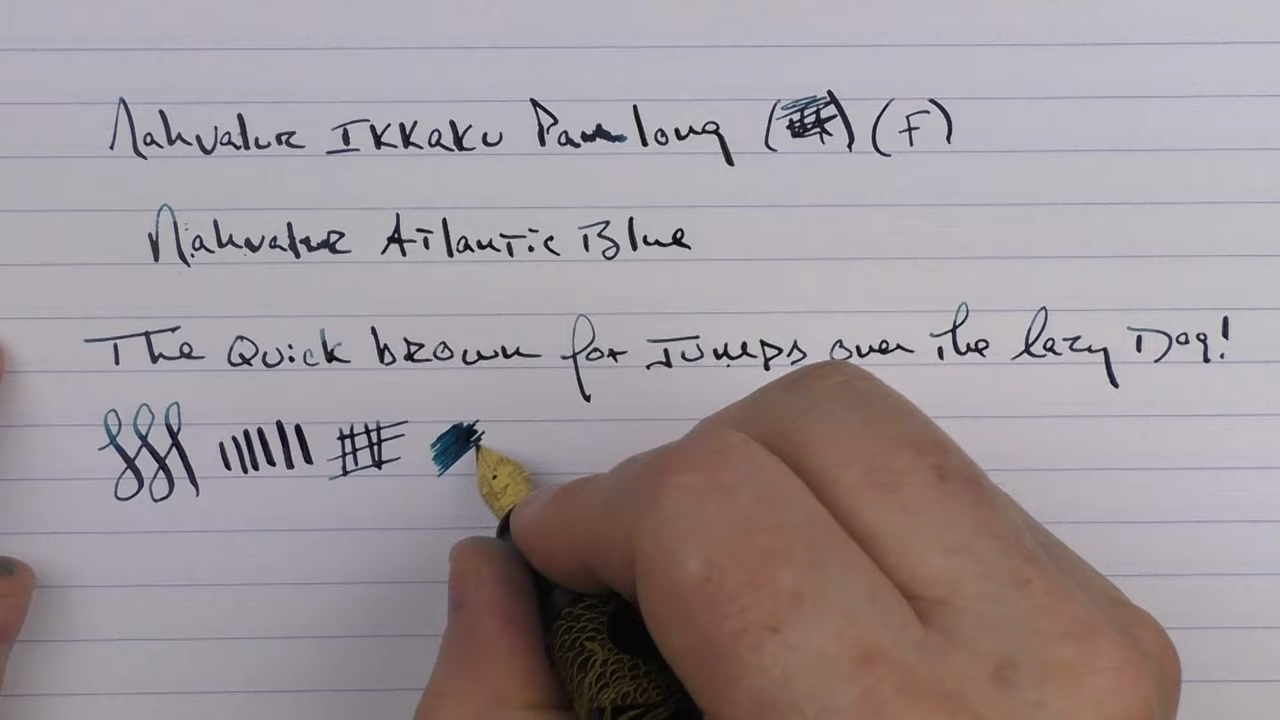 Nahvalur IKKAKU Pamlong (F)
Nahvalur Atlantic Blue
The Quick brown fox Jumps over The lazy Dog!